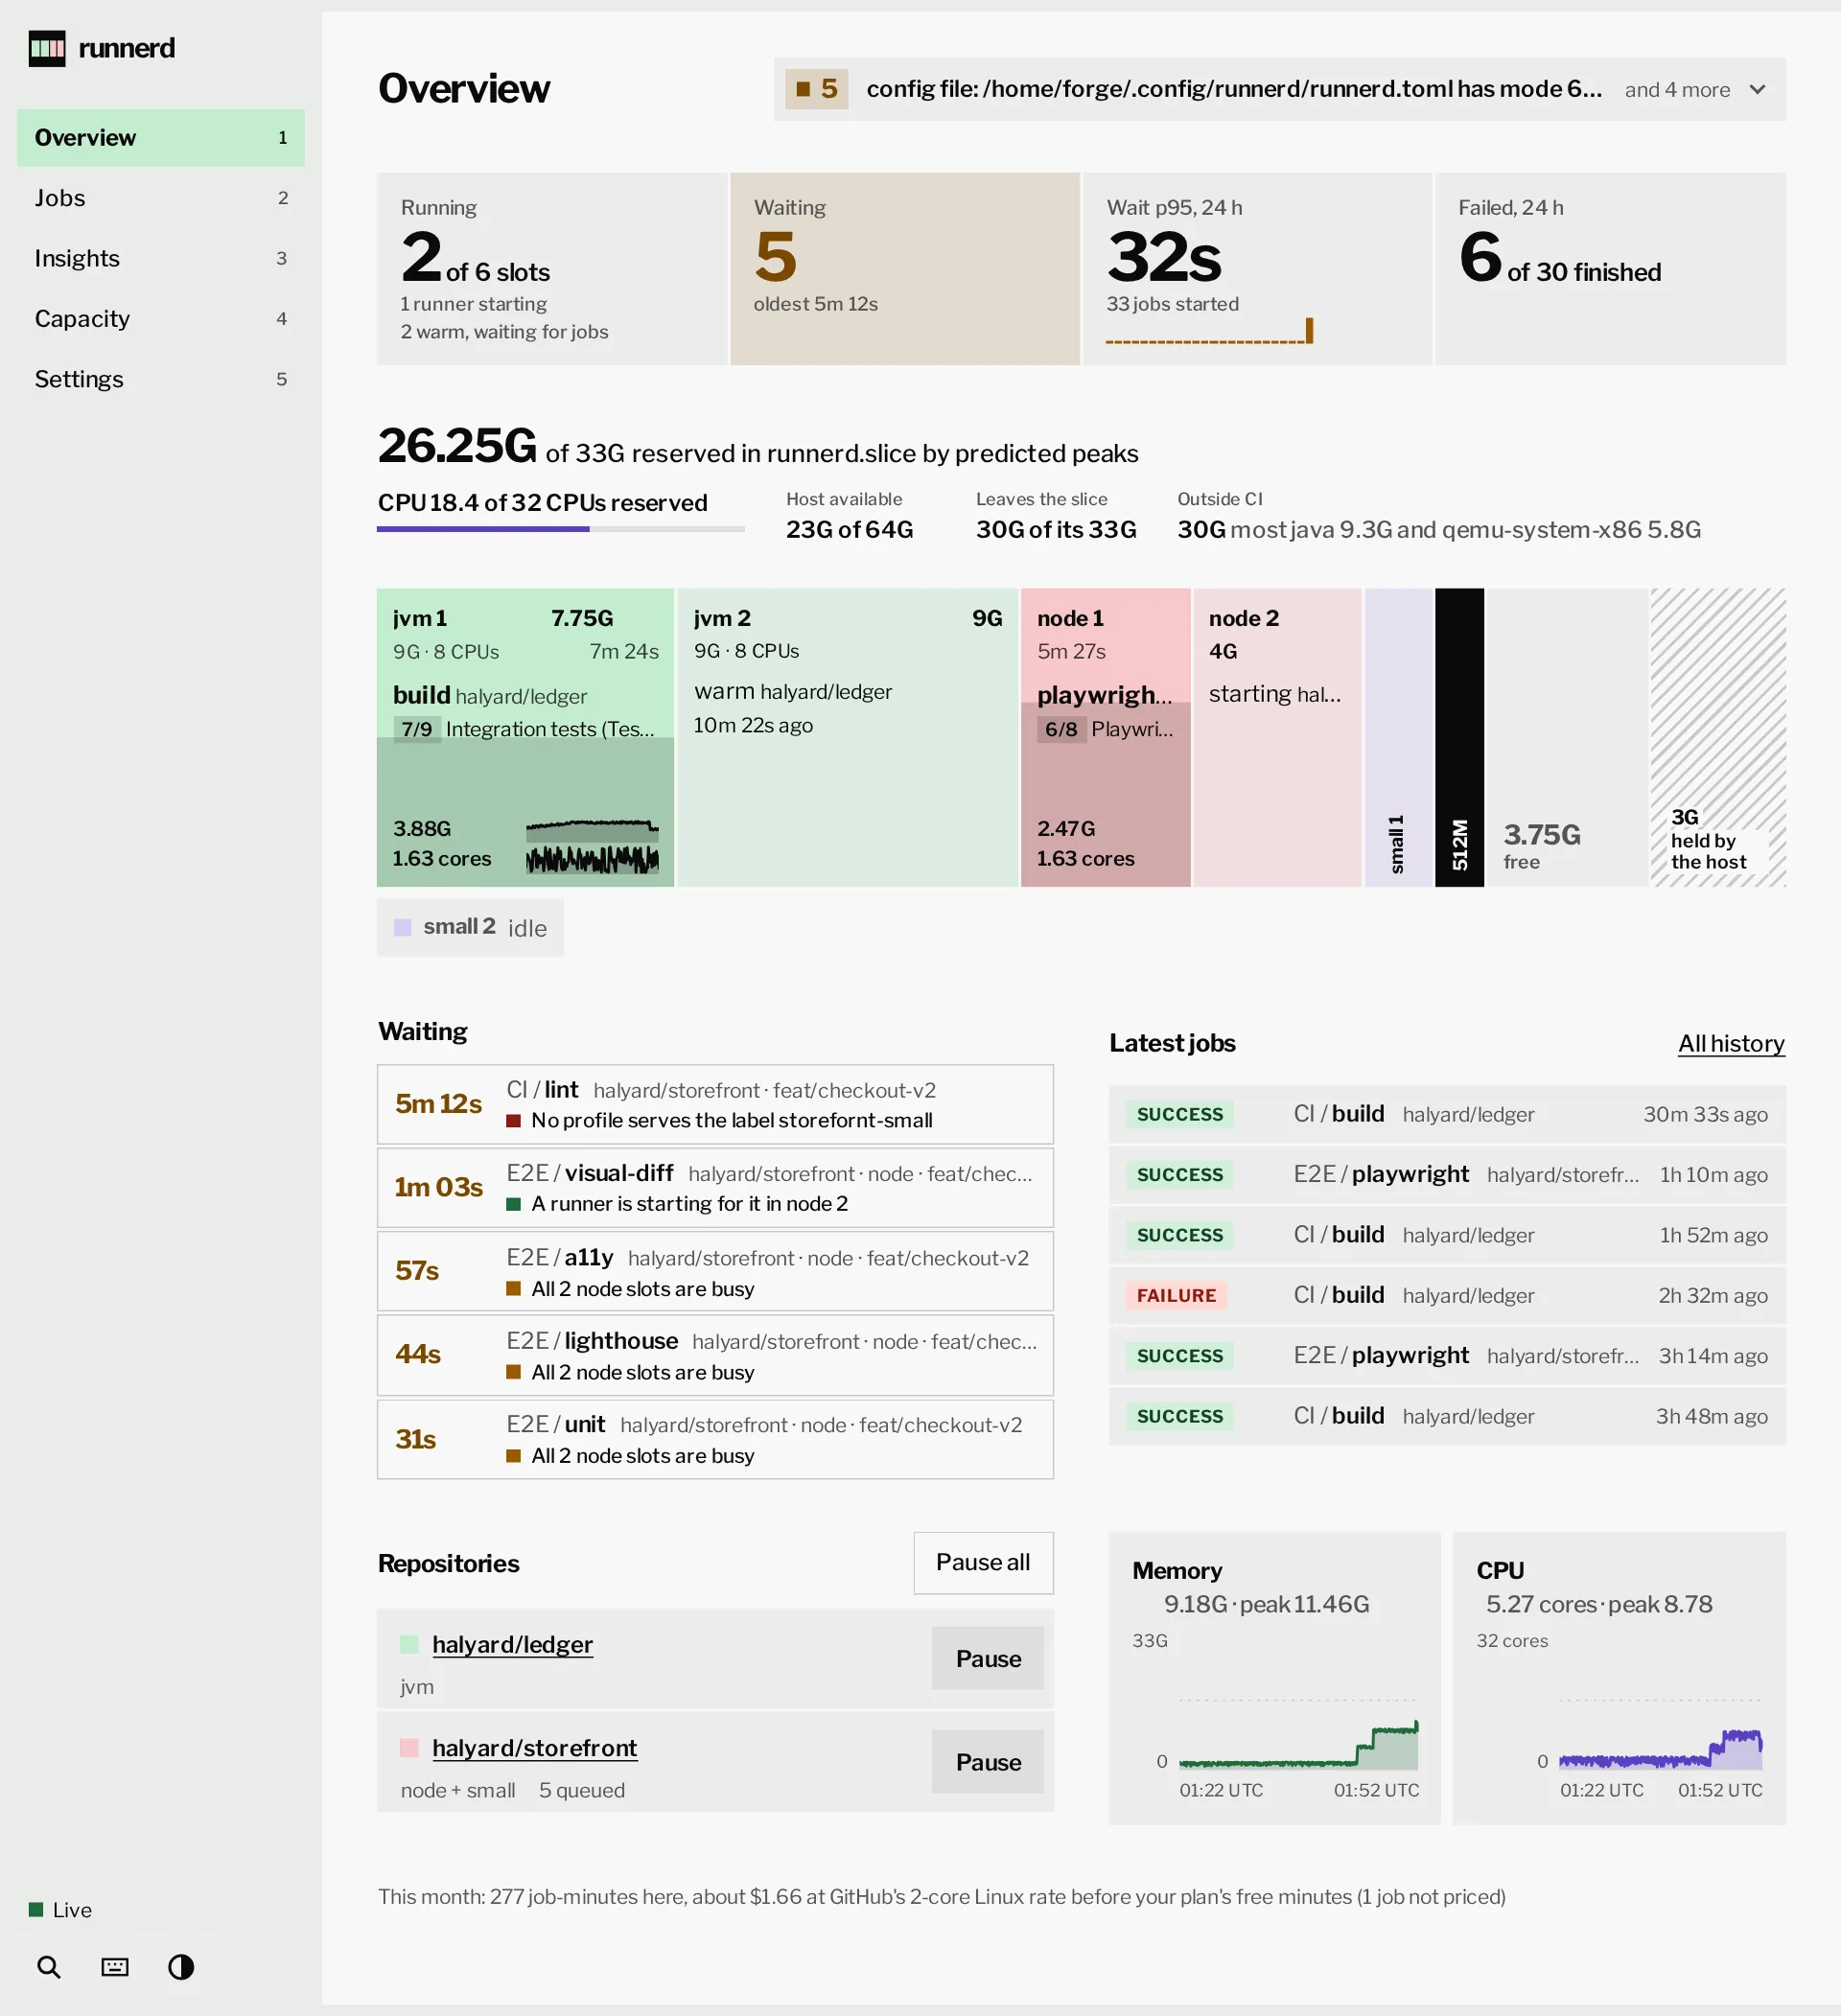 runnerd
Overview 1
Jobs 2
Insights 3
Capacity 4
Settings 5
Live
Overview
5 config file: /home/forge/.config/runnerd/runnerd.toml has mode 6... and 4 more
Running
2 of 6 slots
1 runner starting
2 warm, waiting for jobs
Waiting
5
oldest 5m 12s
Wait p95, 24 h
32s
33 jobs started
Failed, 24 h
6 of 30 finished
26.25G of 33G reserved in runnerd.slice by predicted peaks
CPU 18.4 of 32 CPUs reserved
Host available
23G of 64G
Leaves the slice
30G of its 33G
Outside CI
30G most java 9.3G and qemu-system-x86 5.8G
jvm 1 7.75G
9G · 8 CPUs 7m 24s
build halyard/ledger
7/9 Integration tests (Tes...
3.88G
1.63 cores
jvm 2 9G
9G · 8 CPUs
warm halyard/ledger
10m 22s ago
node 1
5m 27s
playwrigh...
6/8 Playwri...
2.47G
1.63 cores
node 2
4G
starting hal...
small 1
512M
3.75G
free
3G
held by
the host
small 2 idle
Waiting
5m 12s CI / lint halyard/storefront · feat/checkout-v2
No profile serves the label storefornt-small
1m 03s E2E / visual-diff halyard/storefront · node · feat/chec...
A runner is starting for it in node 2
57s E2E / a11y halyard/storefront · node · feat/checkout-v2
All 2 node slots are busy
44s E2E / lighthouse halyard/storefront · node · feat/chec...
All 2 node slots are busy
31s E2E / unit halyard/storefront · node · feat/checkout-v2
All 2 node slots are busy
Latest jobs All history
SUCCESS CI / build halyard/ledger 30m 33s ago
SUCCESS E2E / playwright halyard/storefr... 1h 10m ago
SUCCESS CI / build halyard/ledger 1h 52m ago
FAILURE CI / build halyard/ledger 2h 32m ago
SUCCESS E2E / playwright halyard/storefr... 3h 14m ago
SUCCESS CI / build halyard/ledger 3h 48m ago
Repositories Pause all
halyard/ledger Pause
jvm
halyard/storefront Pause
node + small 5 queued
Memory
9.18G · peak 11.46G
33G
0
01:22 UTC 01:52 UTC
CPU
5.27 cores · peak 8.78
32 cores
0
01:22 UTC 01:52 UTC
This month: 277 job-minutes here, about $1.66 at GitHub's 2-core Linux rate before your plan's free minutes (1 job not priced)